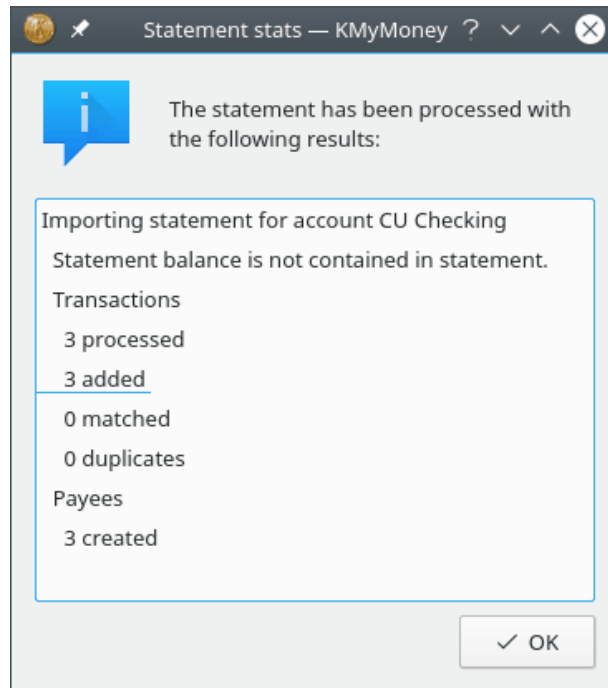 Statement stats — KMyMoney
The statement has been processed with
the following results:
Importing statement for account CU Checking
Statement balance is not contained in statement.
Transactions
3 processed
3 added
0 matched
0 duplicates
Payees
3 created
OK